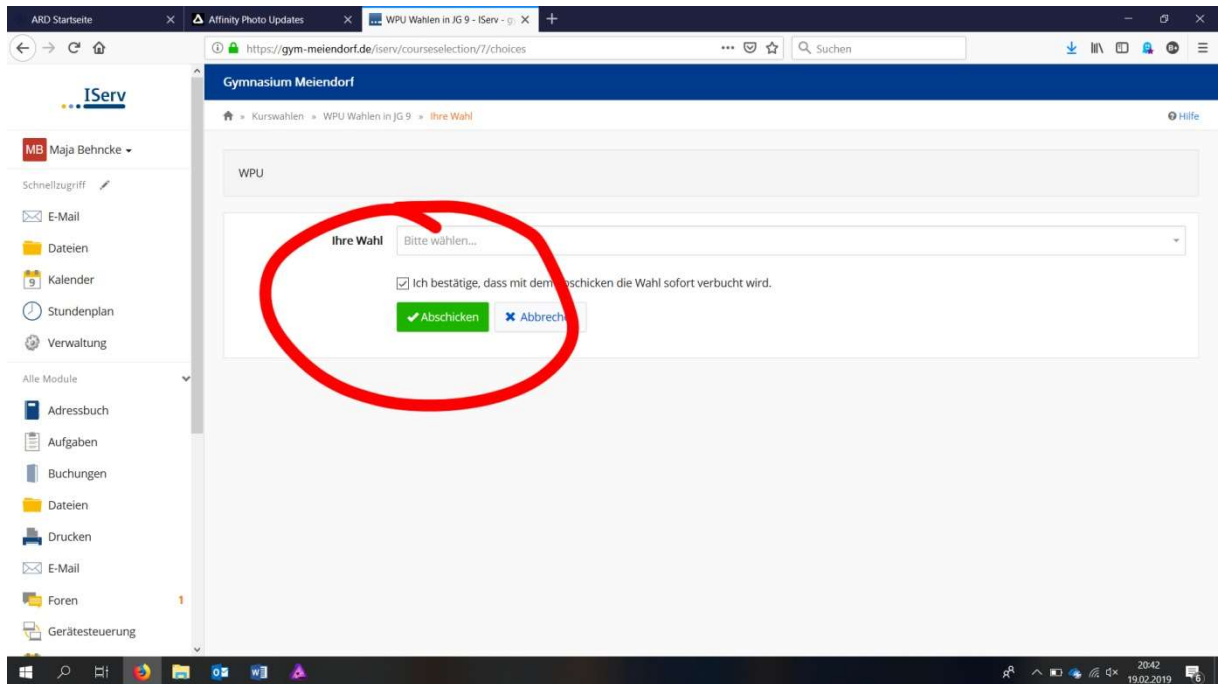 ARD Startseite
Affinity Photo Updates
WPU Wahlen in JG 9 - IServ - g
https://gym-meiendorf.de/iserv/courseselection/7/choices
Suchen
IServ
Gymnasium Meiendorf
Kurswahlen » WPU Wahlen in JG 9 » Ihre Wahl
Hilfe
MB Maja Behncke
Schnellzugriff
E-Mail
Dateien
9 Kalender
Stundenplan
Verwaltung
Alle Module
Adressbuch
Aufgaben
Buchungen
Dateien
Drucken
E-Mail
Foren 1
Gerätesteuerung
WPU
Ihre Wahl Bitte wählen...
Ich bestätige, dass mit dem Abschicken die Wahl sofort verbucht wird.
Abschicken
Abbrechen
20:42
19.02.2019
6